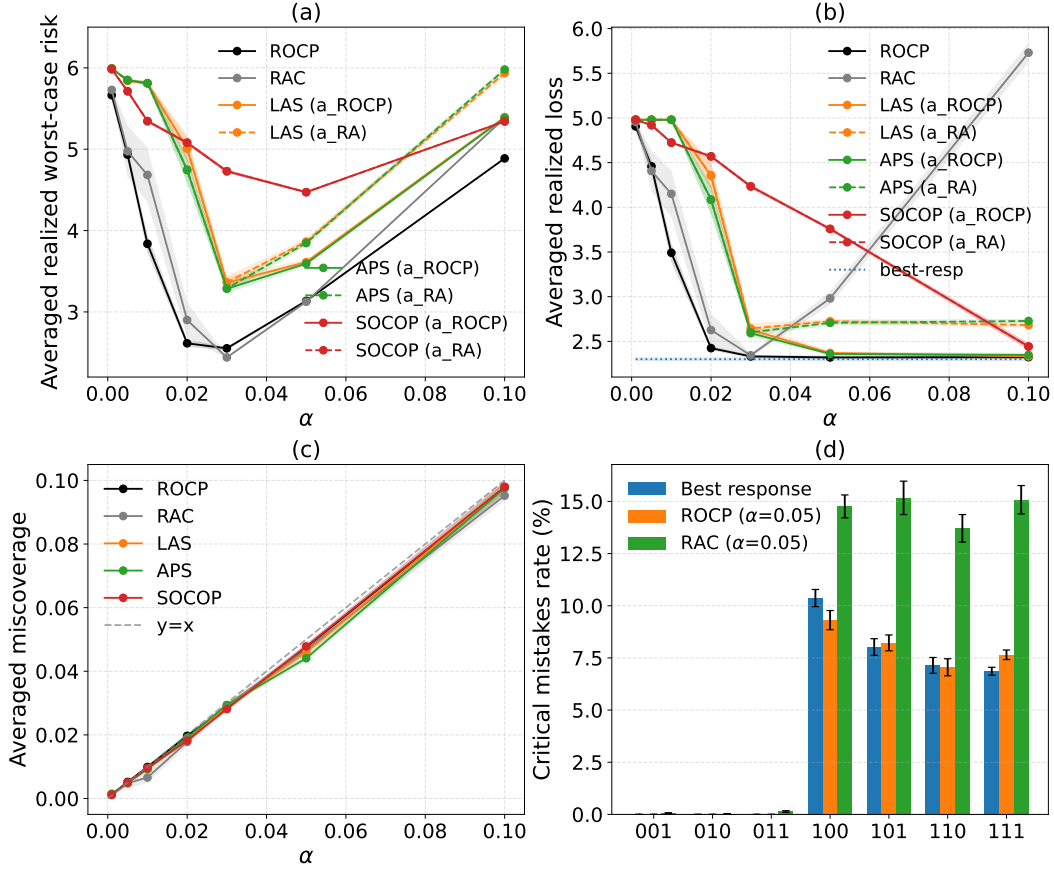 (a)
Averaged realized worst-case risk
6
5
4
3
0.00 0.02 0.04 0.06 0.08 0.10
α
ROCP
RAC
LAS (a_ROCP)
LAS (a_RA)
APS (a_ROCP)
APS (a_RA)
SOCOP (a_ROCP)
SOCOP (a_RA)
(b)
Averaged realized loss
6.0
5.5
5.0
4.5
4.0
3.5
3.0
2.5
0.00 0.02 0.04 0.06 0.08 0.10
α
ROCP
RAC
LAS (a_ROCP)
LAS (a_RA)
APS (a_ROCP)
APS (a_RA)
SOCOP (a_ROCP)
SOCOP (a_RA)
best-resp
(c)
Averaged miscoverage
0.10
0.08
0.06
0.04
0.02
0.00
0.00 0.02 0.04 0.06 0.08 0.10
α
ROCP
RAC
LAS
APS
SOCOP
y=x
(d)
Critical mistakes rate (%)
15.0
12.5
10.0
7.5
5.0
2.5
0.0
001 010 011 100 101 110 111
Best response
ROCP (α=0.05)
RAC (α=0.05)